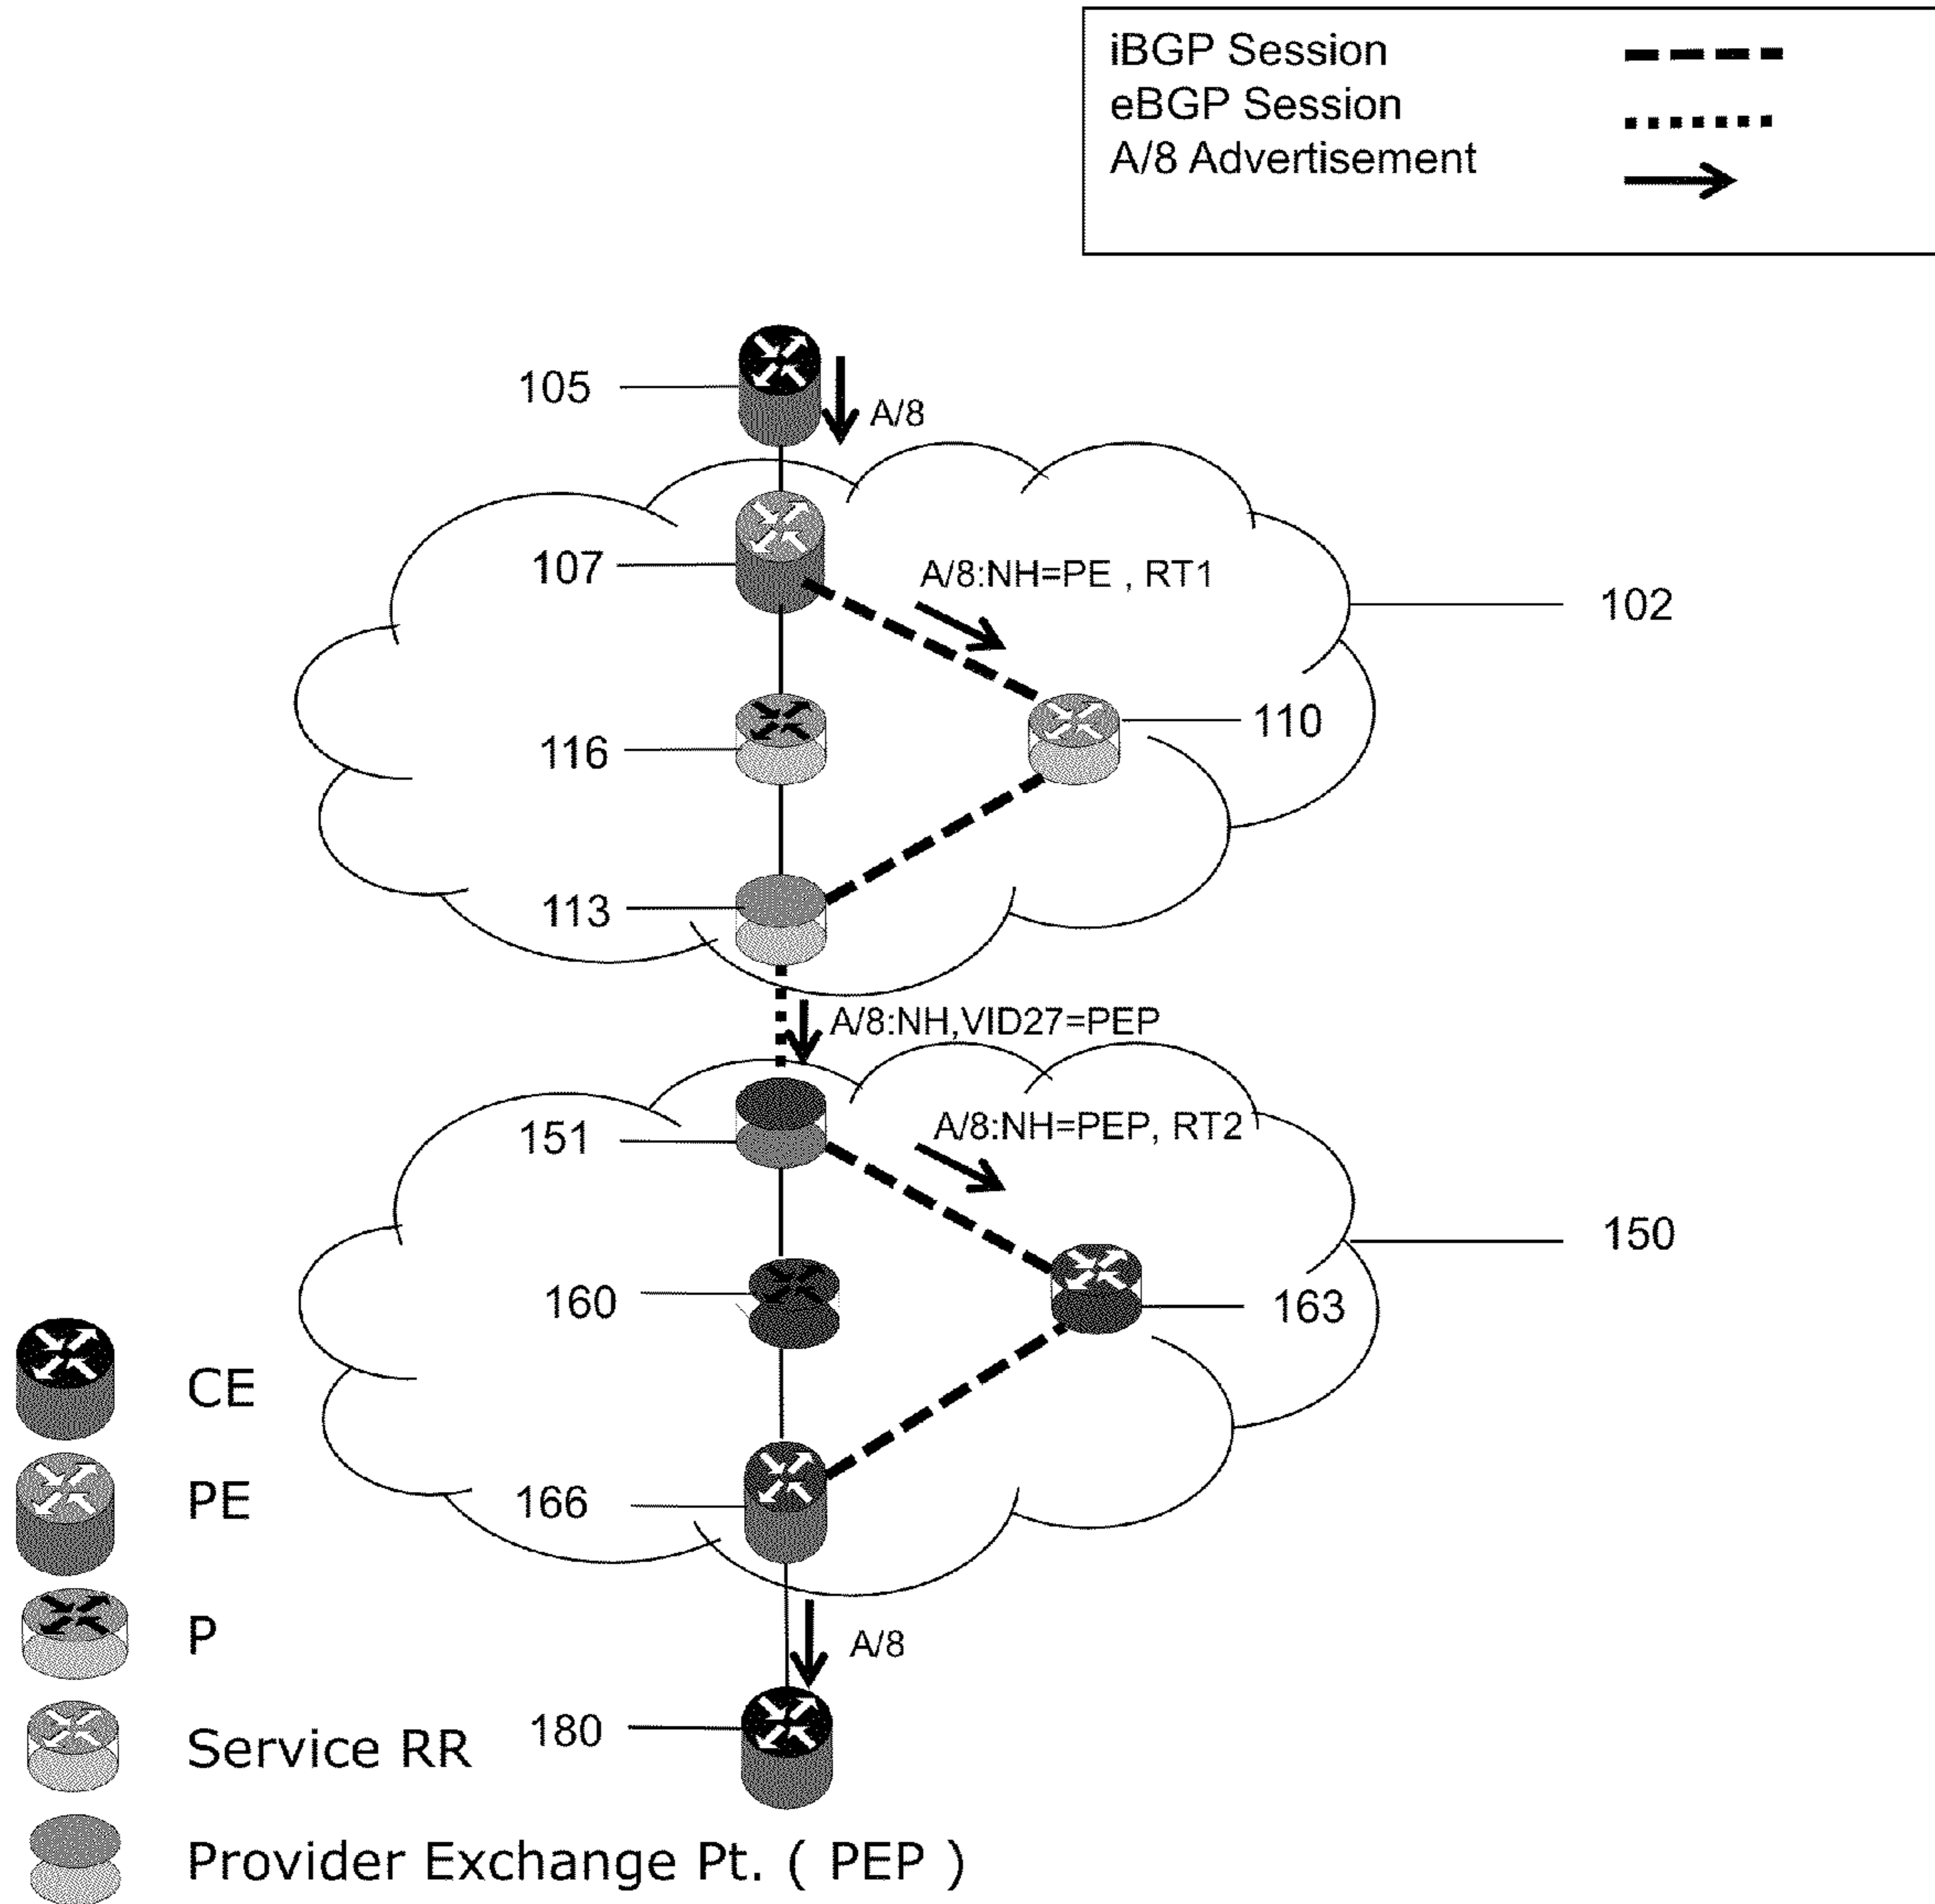 iBGP Session
eBGP Session
A/8 Advertisement
105
A/8
107
A/8:NH=PE , RT1
102
116
110
113
A/8:NH,VID27=PEP
151
A/8:NH=PEP, RT2
150
160
163
CE
166
PE
P
A/8
Service RR
180
Provider Exchange Pt. ( PEP )